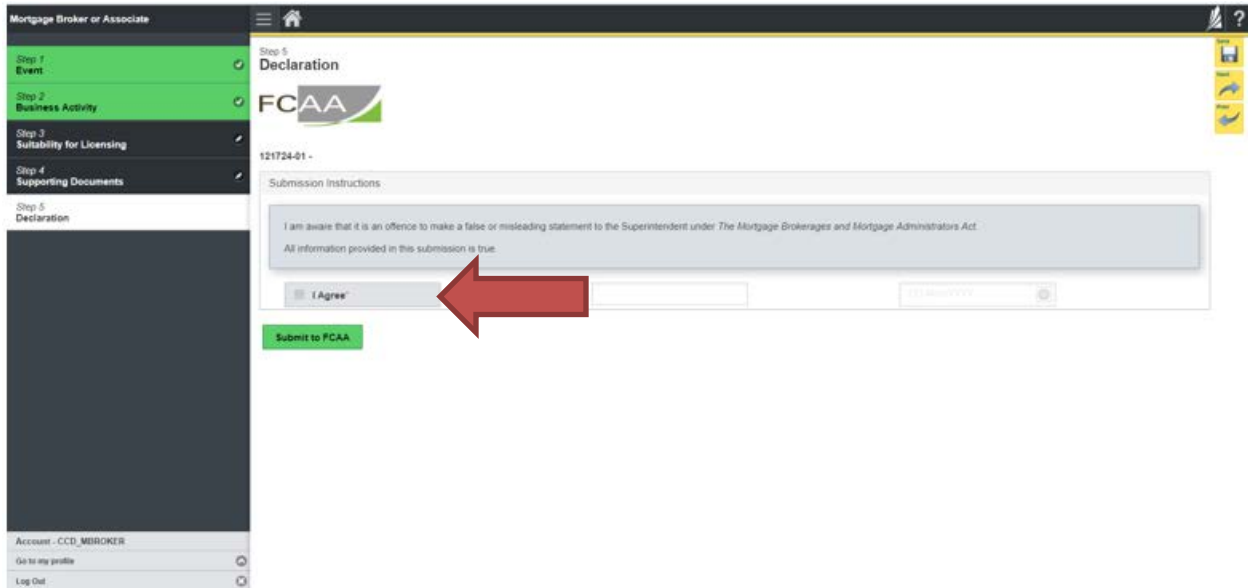 Mortgage Broker or Associate
Step 1
Event
Step 2
Business Activity
Step 3
Suitability for Licensing
Step 4
Supporting Documents
Step 5
Declaration
Account - CCD_MBROKER
Go to my profile
Log Out
?
Step 5
Declaration
FCAA
121724-01 -
Submission Instructions
I am aware that it is an offence to make a false or misleading statement to the Superintendent under The Mortgage Brokerages and Mortgage Administrators Act.
All information provided in this submission is true.
I Agree*
Submit to FCAA
Save
Next
Prev